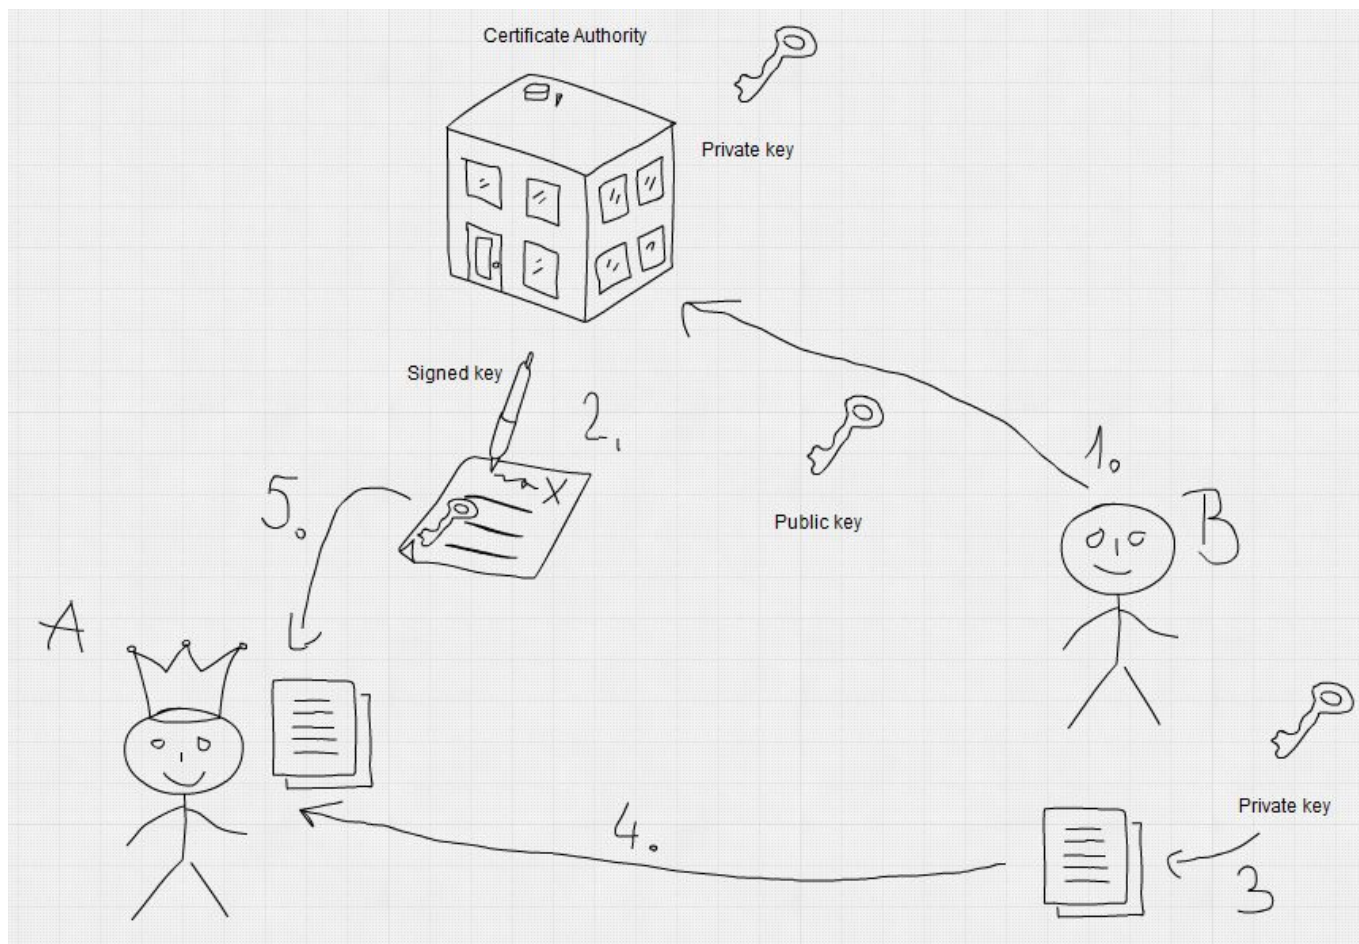 Certificate Authority
Private key
Signed key
2.
1.
5.
Public key
B
A
X
4.
Private key
3